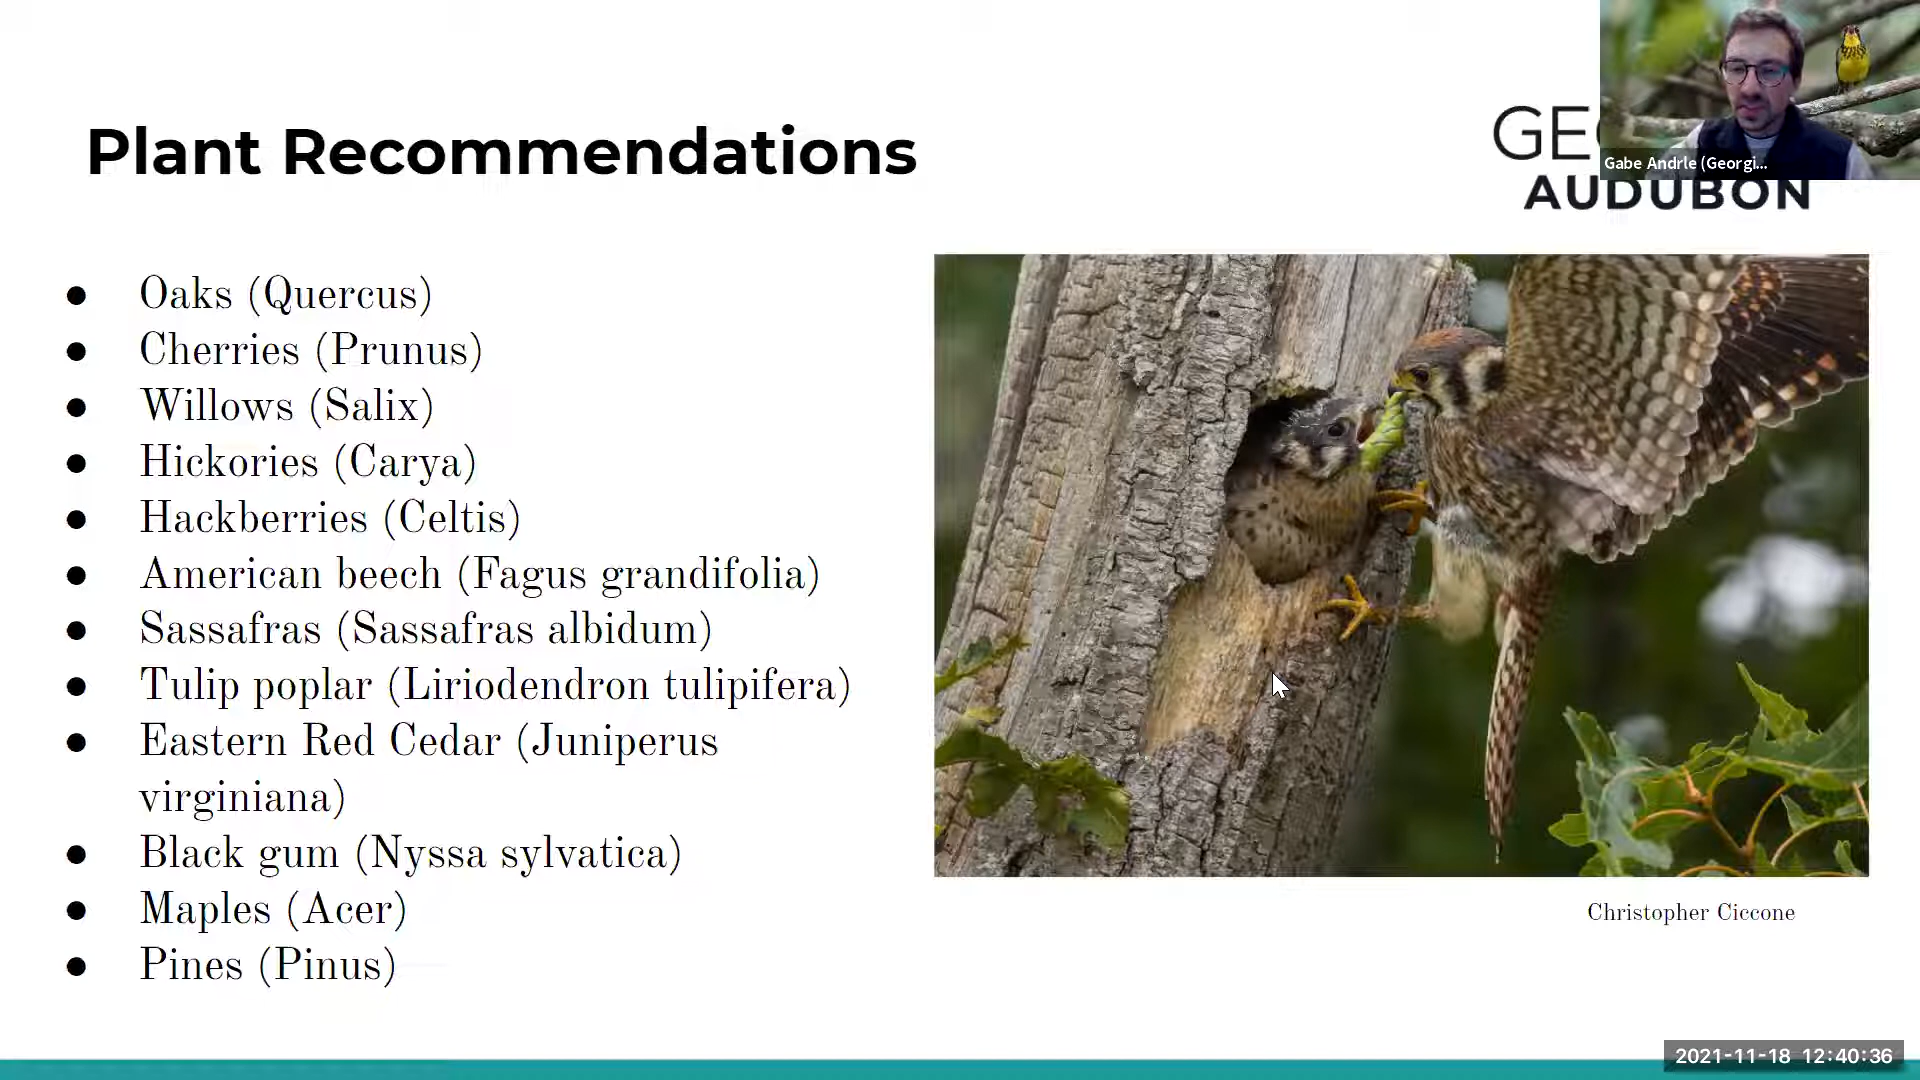 Plant Recommendations
GE
AUDUBON
Gabe Andrle (Georgi...
● Oaks (Quercus)
● Cherries (Prunus)
● Willows (Salix)
● Hickories (Carya)
● Hackberries (Celtis)
● American beech (Fagus grandifolia)
● Sassafras (Sassafras albidum)
● Tulip poplar (Liriodendron tulipifera)
● Eastern Red Cedar (Juniperus
virginiana)
● Black gum (Nyssa sylvatica)
● Maples (Acer)
● Pines (Pinus)
Christopher Ciccone
2021-11-18 12:40:36